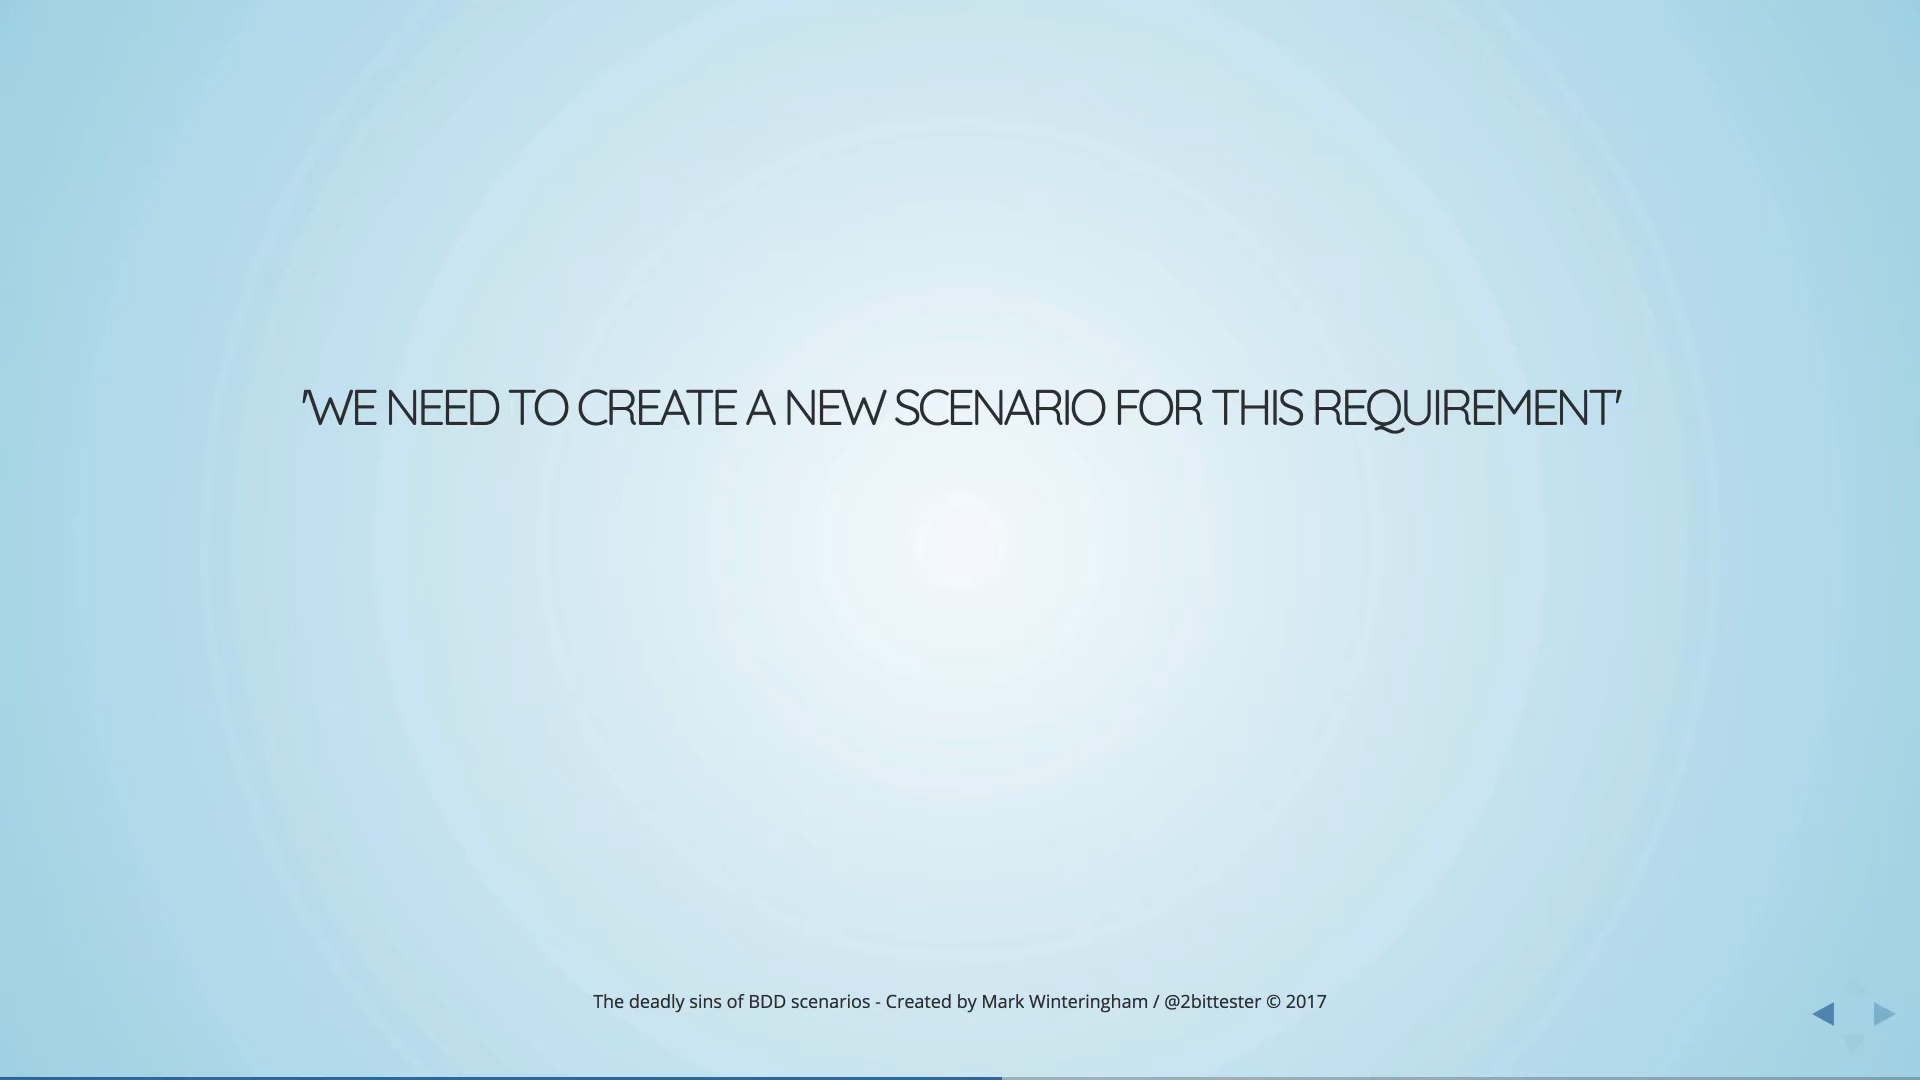 'WE NEED TO CREATE A NEW SCENARIO FOR THIS REQUIREMENT'
The deadly sins of BDD scenarios - Created by Mark Winteringham / @2bittester © 2017